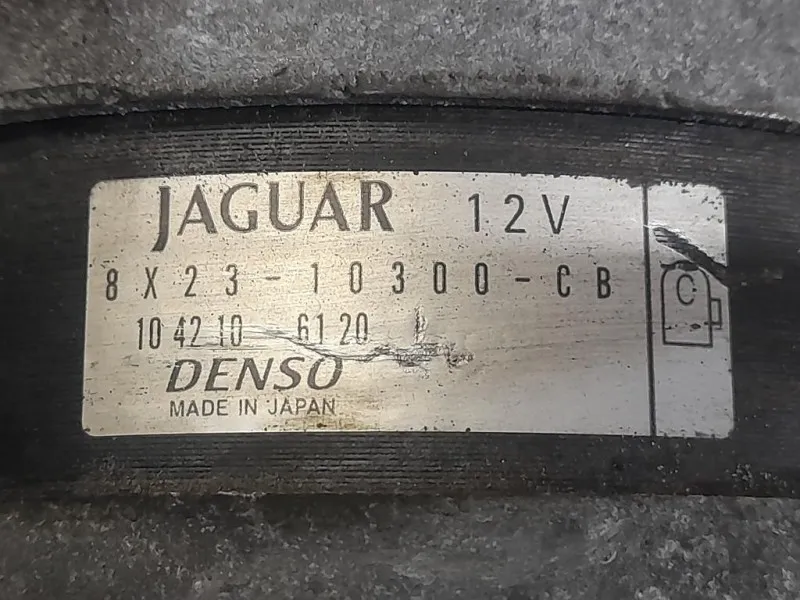 JAGUAR 12V
8X23-10300-CB
104210 6120
DENSO
MADE IN JAPAN
C